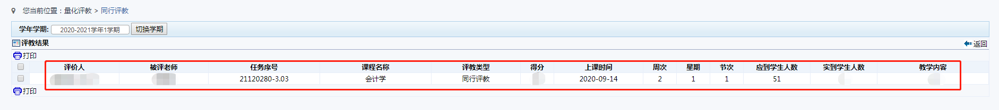 您当前位置：量化评教 > 同行评教
学年学期: 2020-2021学年1学期 切换学期
评教结果 返回
打印
评价人 被评老师 任务序号 课程名称 评教类型 得分 上课时间 周次 星期 节次 应到学生人数 实到学生人数 教学内容
21120280-3.03 会计学 同行评教 2020-09-14 2 1 1 51
打印